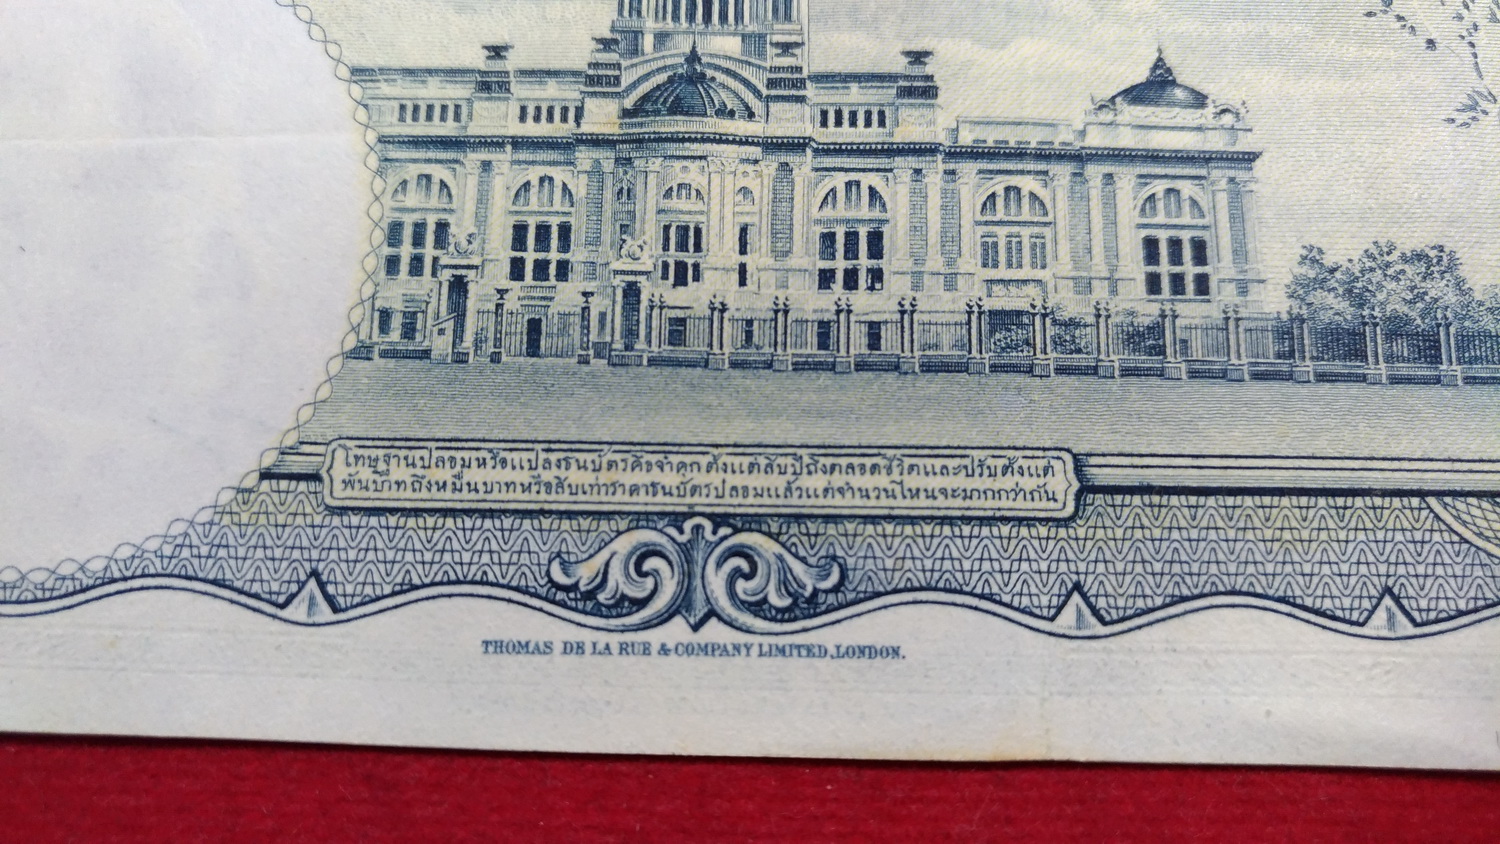 โทษฐานปลอมหรือแปลงธนบัตรคือจำคุกตั้งแต่สิบปีถึงตลอดชีวิตและปรับตั้งแต่
พันบาทถึงหมื่นบาทหรือสิบเท่าราคาธนบัตรปลอมแล้วแต่จำนวนไหนจะมากกว่ากัน
THOMAS DE LA RUE & COMPANY LIMITED, LONDON.